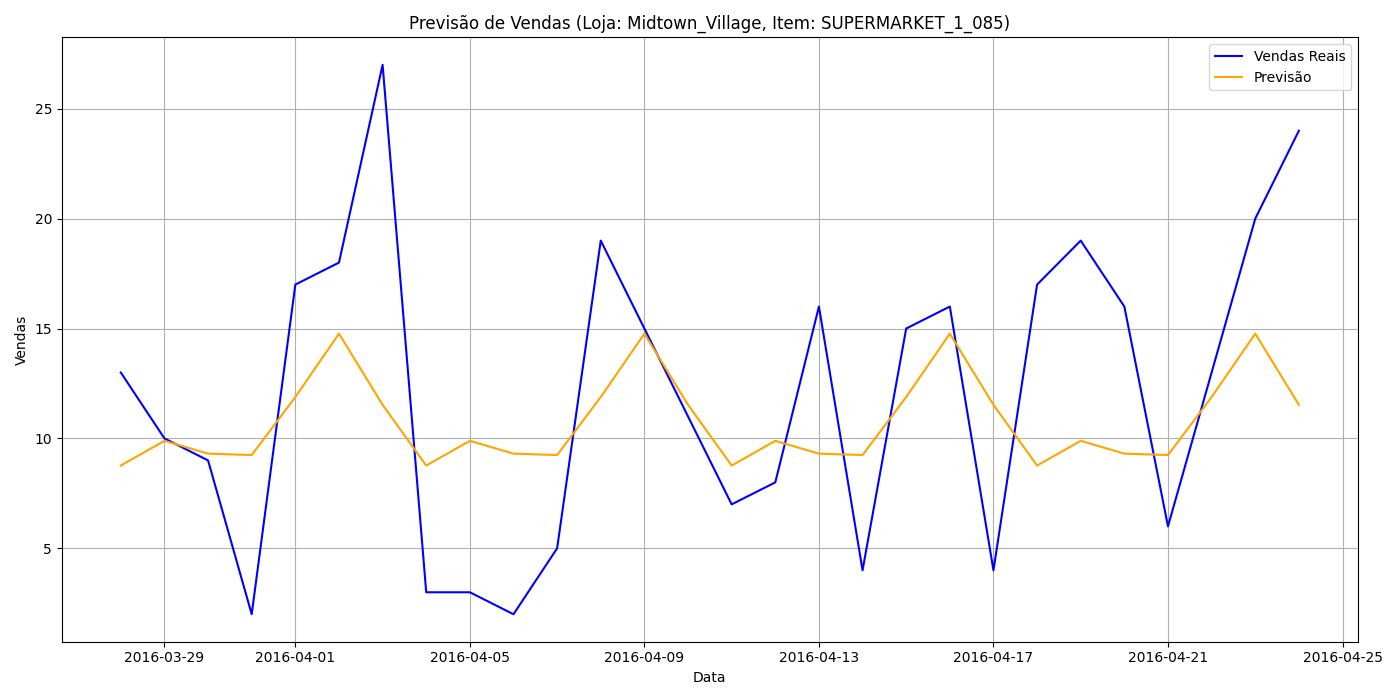 Previsão de Vendas (Loja: Midtown_Village, Item: SUPERMARKET_1_085)
Vendas Reais
Previsão
25
20
15
10
5
Vendas
2016-03-29
2016-04-01
2016-04-05
2016-04-09
2016-04-13
2016-04-17
2016-04-21
2016-04-25
Data